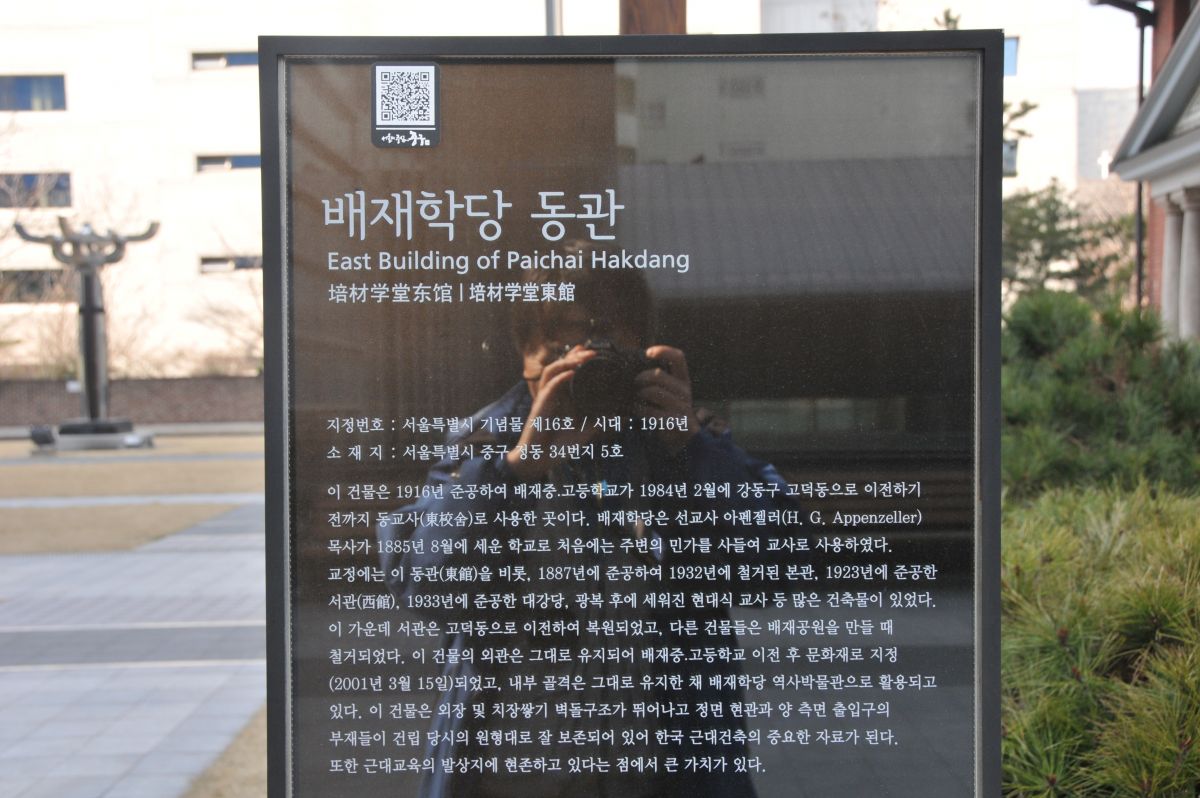 배재학당 동관
East Building of Paichai Hakdang
培材学堂东馆 | 培材学堂東館
지정번호 : 서울특별시 기념물 제16호 / 시대 : 1916년
소 재 지 : 서울특별시 중구 정동 34번지 5호
이 건물은 1916년 준공하여 배재중.고등학교가 1984년 2월에 강동구 고덕동으로 이전하기
전까지 동교사(東校舍)로 사용한 곳이다. 배재학당은 선교사 아펜젤러(H. G. Appenzeller)
목사가 1885년 8월에 세운 학교로 처음에는 주변의 민가를 사들여 교사로 사용하였다.
교정에는 이 동관(東館)을 비롯, 1887년에 준공하여 1932년에 철거된 본관, 1923년에 준공한
서관(西館), 1933년에 준공한 대강당, 광복 후에 세워진 현대식 교사 등 많은 건축물이 있었다.
이 가운데 서관은 고덕동으로 이전하여 복원되었고, 다른 건물들은 배재공원을 만들 때
철거되었다. 이 건물의 외관은 그대로 유지되어 배재중.고등학교 이전 후 문화재로 지정
(2001년 3월 15일)되었고, 내부 골격은 그대로 유지한 채 배재학당 역사박물관으로 활용되고
있다. 이 건물은 외장 및 치장쌓기 벽돌구조가 뛰어나고 정면 현관과 양 측면 출입구의
부재들이 건립 당시의 원형대로 잘 보존되어 있어 한국 근대건축의 중요한 자료가 된다.
또한 근대교육의 발상지에 현존하고 있다는 점에서 큰 가치가 있다.